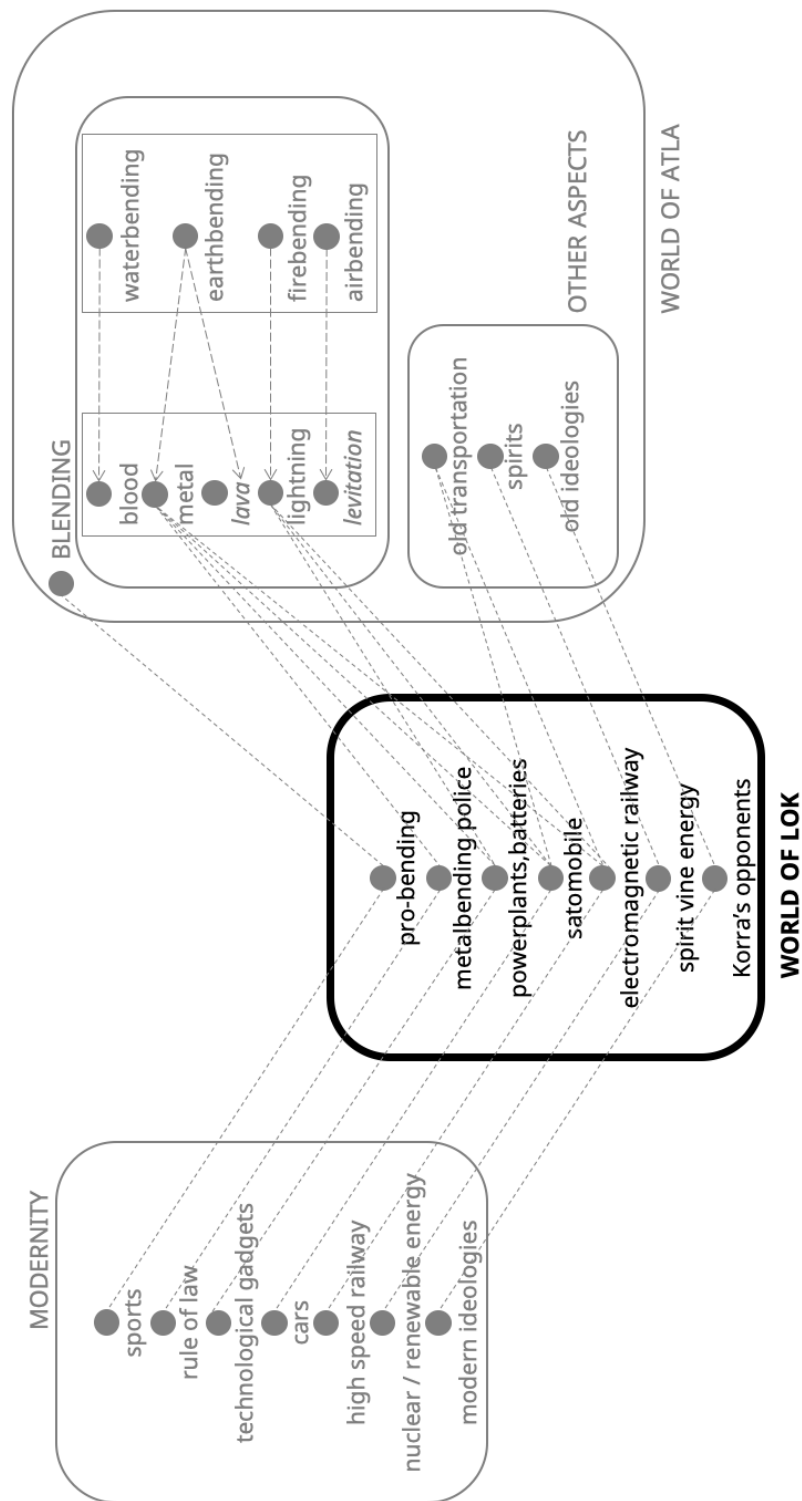 MODERNITY
sports
rule of law
technological gadgets
cars
high speed railway
nuclear / renewable energy
modern ideologies
pro-bending
metalbending police
powerplants,batteries
satomobile
electromagnetic railway
spirit vine energy
Korra’s opponents
WORLD OF LOK
BLENDING
blood
metal
lava
lightning
levitation
waterbending
earthbending
firebending
airbending
old transportation
spirits
old ideologies
OTHER ASPECTS
WORLD OF ATLA